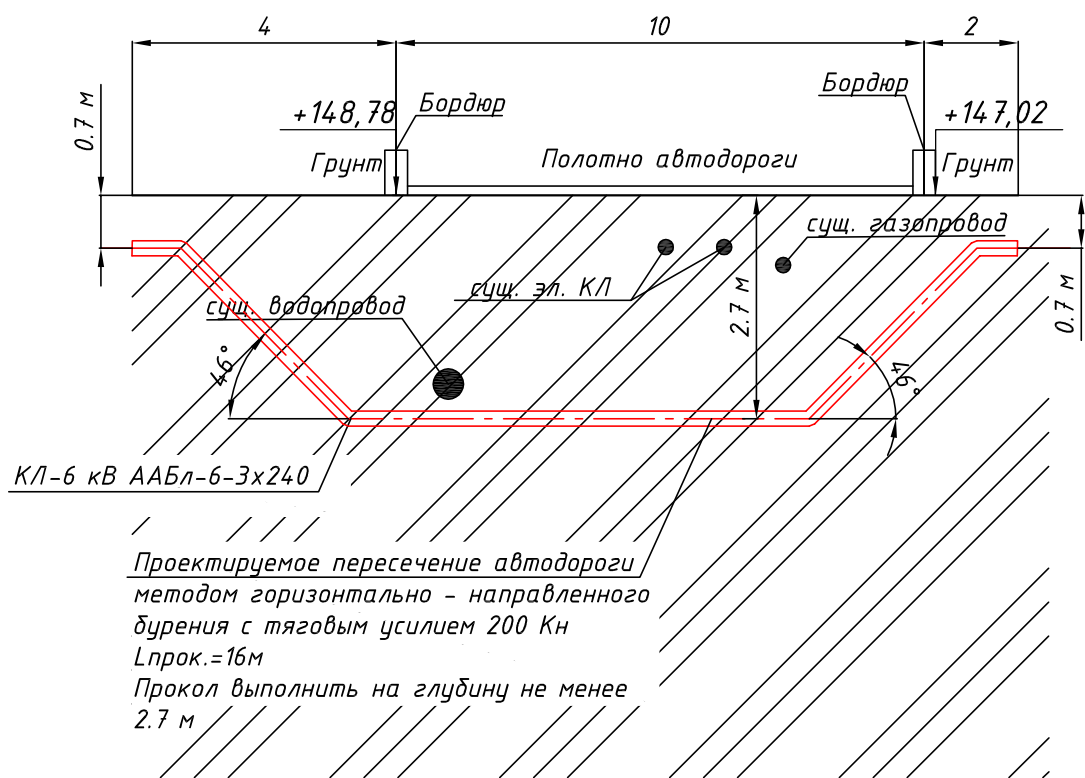 4
10
2
0.7 м
+148,78
Бордюр
Бордюр
+147,02
Грунт
Полотно автодороги
Грунт
сущ. газопровод
сущ. эл. КЛ
2.7 м
0.7 м
сущ. водопровод
46°
46°
КЛ-6 кВ ААБл-6-3х240
Проектируемое пересечение автодороги
методом горизонтально - направленного
бурения с тяговым усилием 200 Кн
Lпрок.=16м
Прокол выполнить на глубину не менее
2.7 м